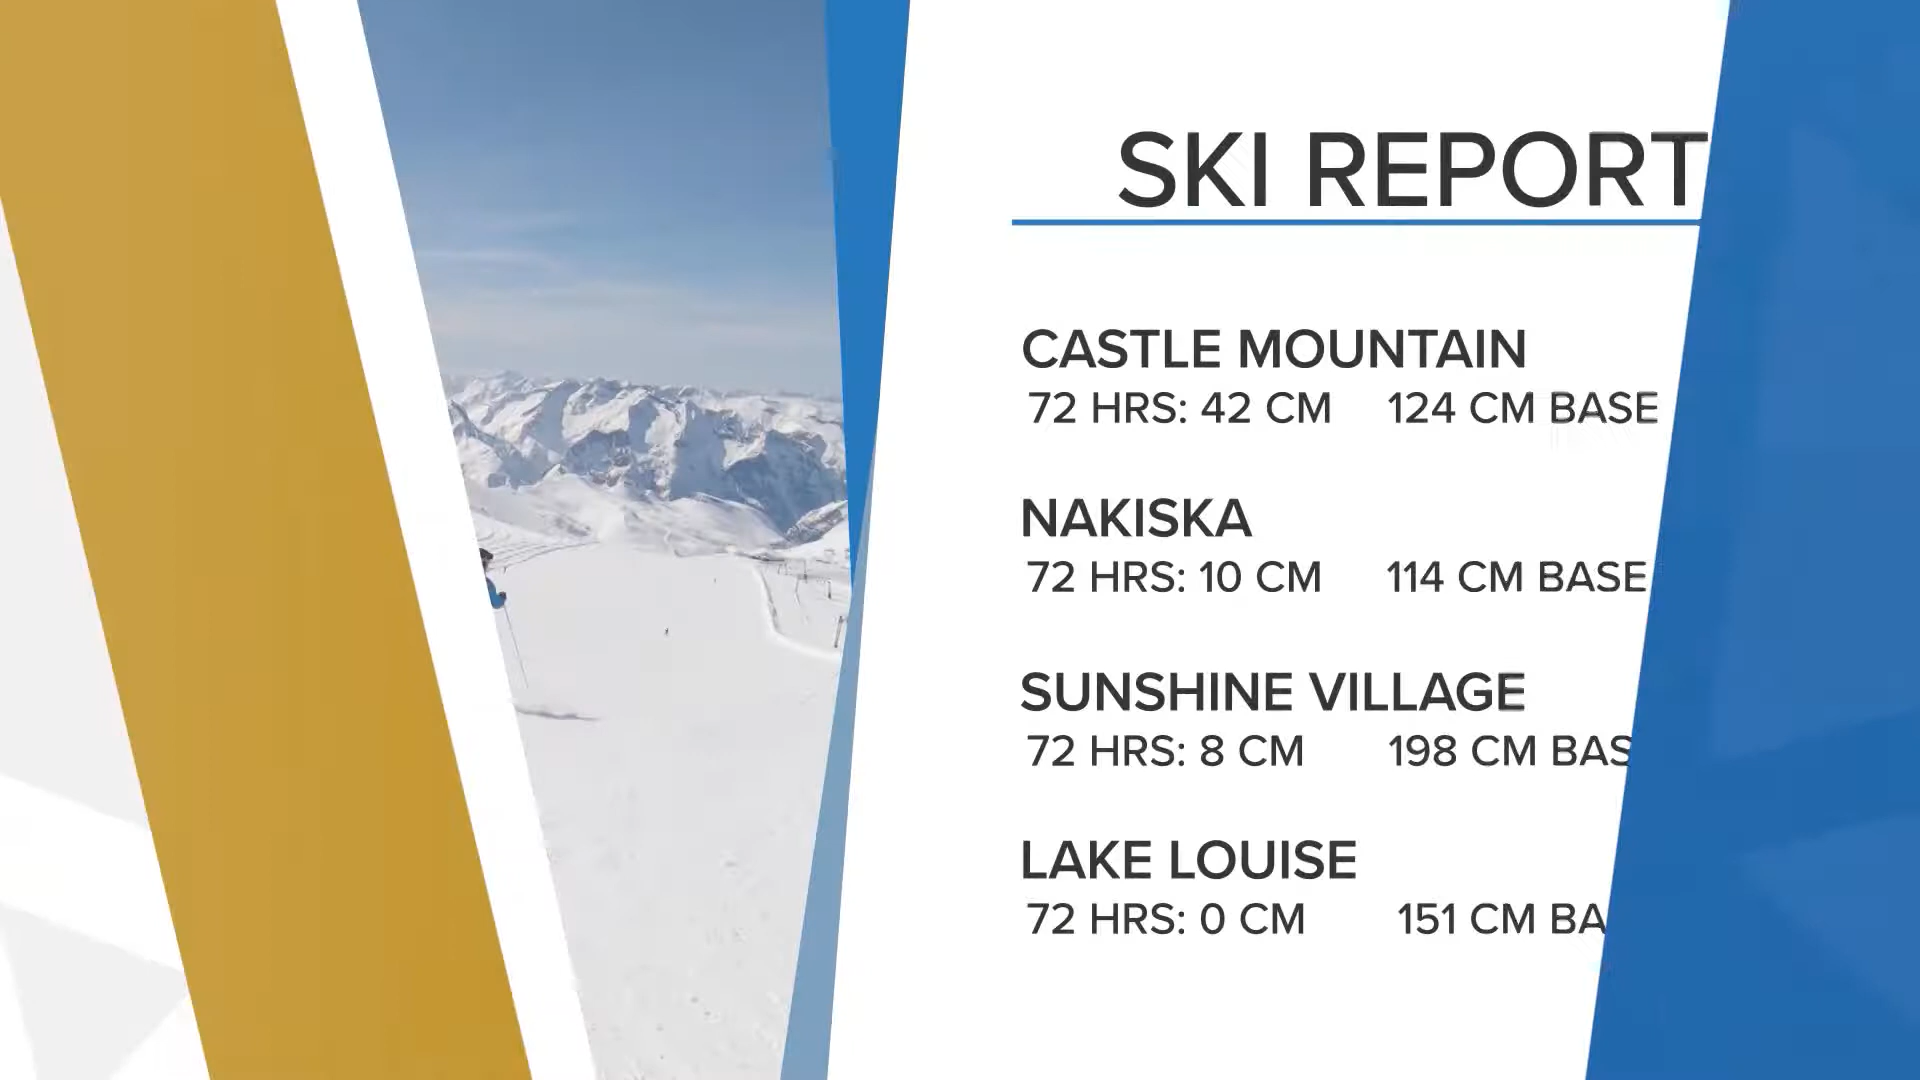 SKI REPORT
CASTLE MOUNTAIN
72 HRS: 42 CM 124 CM BASE
NAKISKA
72 HRS: 10 CM 114 CM BASE
SUNSHINE VILLAGE
72 HRS: 8 CM 198 CM BAS
LAKE LOUISE
72 HRS: 0 CM 151 CM BA